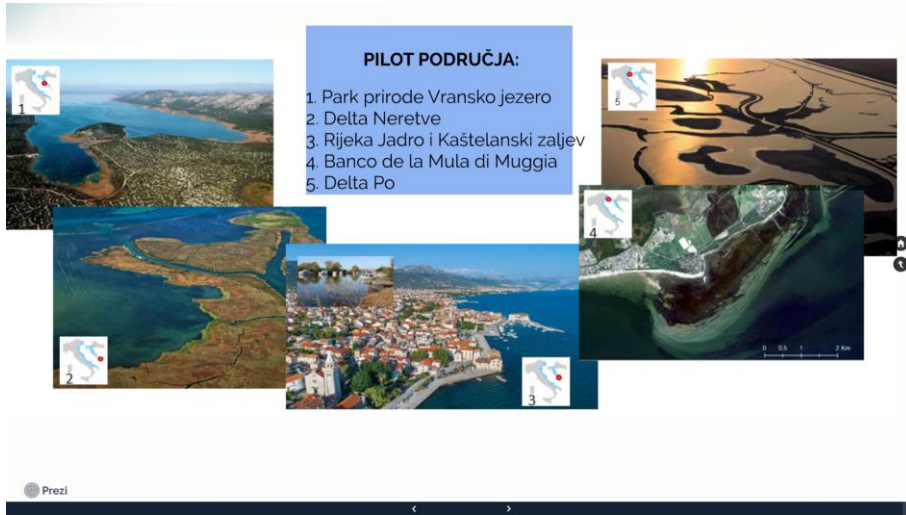 PILOT PODRUČJA:
1. Park prirode Vransko jezero
2. Delta Neretve
3. Rijeka Jadro i Kaštelanski zaljev
4. Banco de la Mula di Muggia
5. Delta Po
1
5
4
0 0,5 1 2 Km
2
3
Prezi